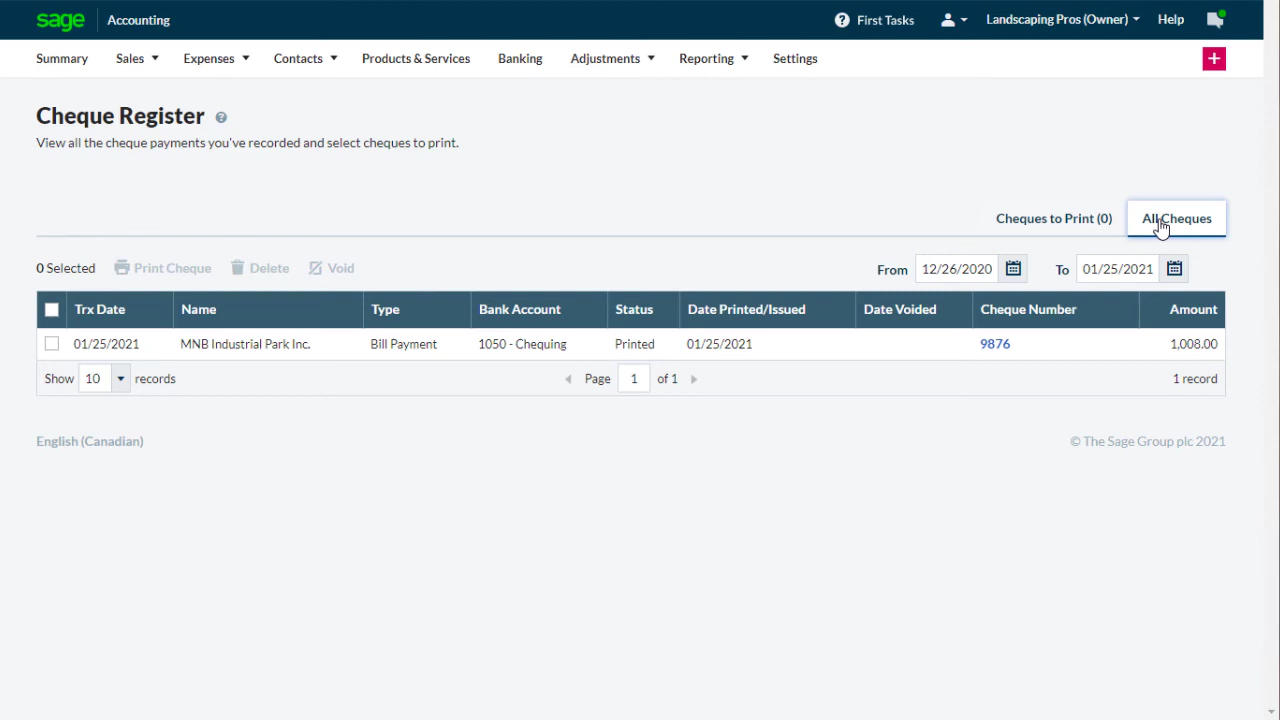 sage Accounting First Tasks Landscaping Pros (Owner) Help
Summary Sales Expenses Contacts Products & Services Banking Adjustments Reporting Settings
Cheque Register
View all the cheque payments you've recorded and select cheques to print.
Cheques to Print (0) All Cheques
0 Selected Print Cheque Delete Void From 12/26/2020 To 01/25/2021
Trx Date Name Type Bank Account Status Date Printed/Issued Date Voided Cheque Number Amount
01/25/2021 MNB Industrial Park Inc. Bill Payment 1050 - Chequing Printed 01/25/2021 9876 1,008.00
Show 10 records Page 1 of 1 1 record
English (Canadian) © The Sage Group plc 2021